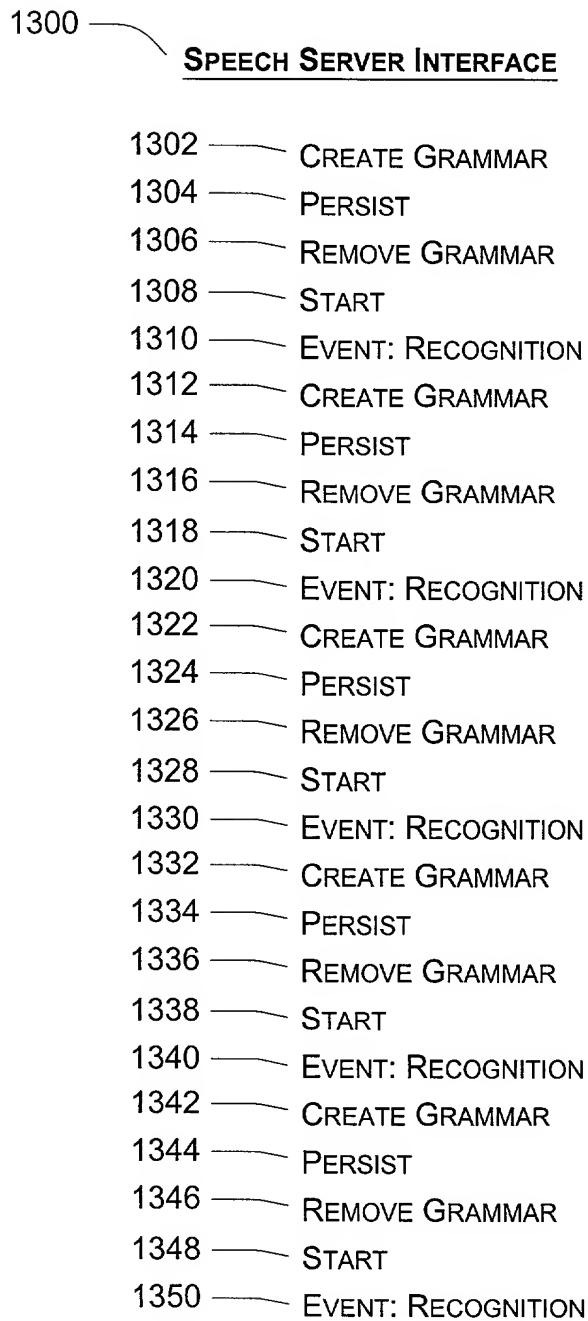 1300
SPEECH SERVER INTERFACE
1302 CREATE GRAMMAR
1304 PERSIST
1306 REMOVE GRAMMAR
1308 START
1310 EVENT: RECOGNITION
1312 CREATE GRAMMAR
1314 PERSIST
1316 REMOVE GRAMMAR
1318 START
1320 EVENT: RECOGNITION
1322 CREATE GRAMMAR
1324 PERSIST
1326 REMOVE GRAMMAR
1328 START
1330 EVENT: RECOGNITION
1332 CREATE GRAMMAR
1334 PERSIST
1336 REMOVE GRAMMAR
1338 START
1340 EVENT: RECOGNITION
1342 CREATE GRAMMAR
1344 PERSIST
1346 REMOVE GRAMMAR
1348 START
1350 EVENT: RECOGNITION